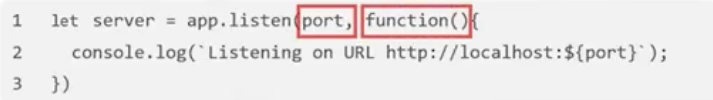 1 let server = app.listen(port, function(){
2   console.log(`Listening on URL http://localhost:${port}`);
3 })